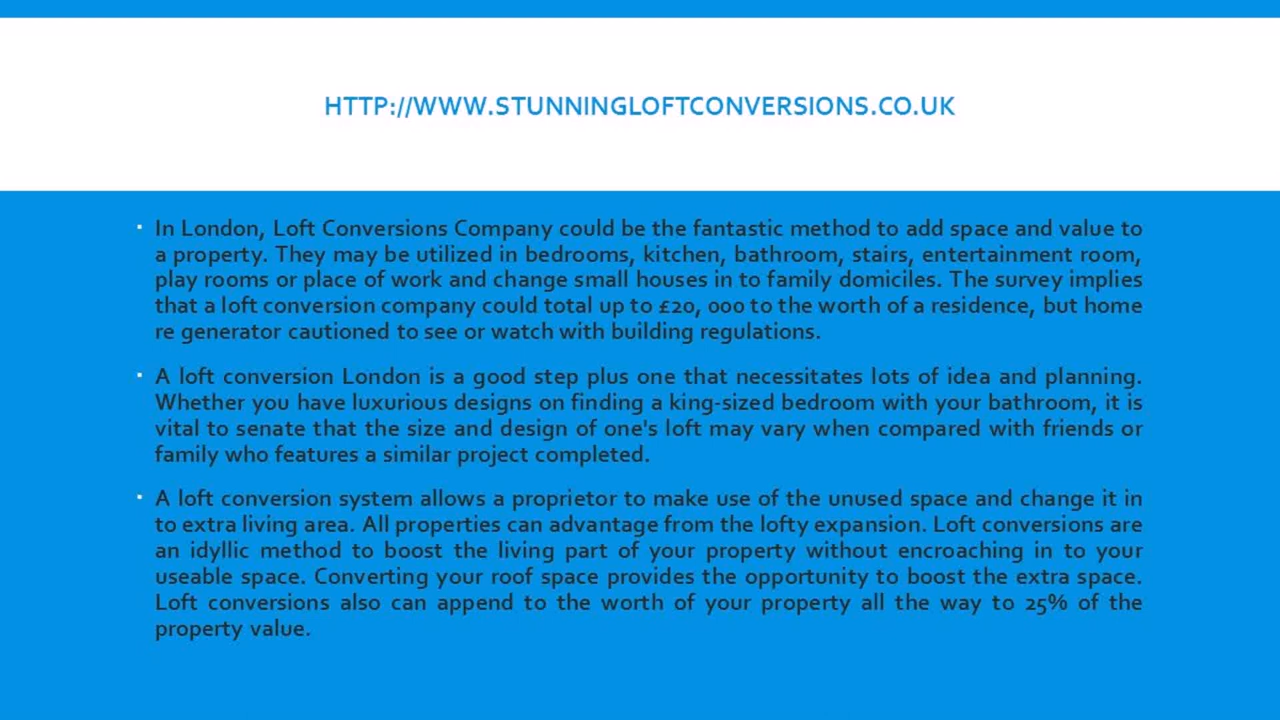 HTTP://WWW.STUNNINGLOFTCONVERSIONS.CO.UK
▪ In London, Loft Conversions Company could be the fantastic method to add space and value to
a property. They may be utilized in bedrooms, kitchen, bathroom, stairs, entertainment room,
play rooms or place of work and change small houses in to family domiciles. The survey implies
that a loft conversion company could total up to £20, 000 to the worth of a residence, but home
re generator cautioned to see or watch with building regulations.
▪ A loft conversion London is a good step plus one that necessitates lots of idea and planning.
Whether you have luxurious designs on finding a king-sized bedroom with your bathroom, it is
vital to senate that the size and design of one's loft may vary when compared with friends or
family who features a similar project completed.
▪ A loft conversion system allows a proprietor to make use of the unused space and change it in
to extra living area. All properties can advantage from the lofty expansion. Loft conversions are
an idyllic method to boost the living part of your property without encroaching in to your
useable space. Converting your roof space provides the opportunity to boost the extra space.
Loft conversions also can append to the worth of your property all the way to 25% of the
property value.